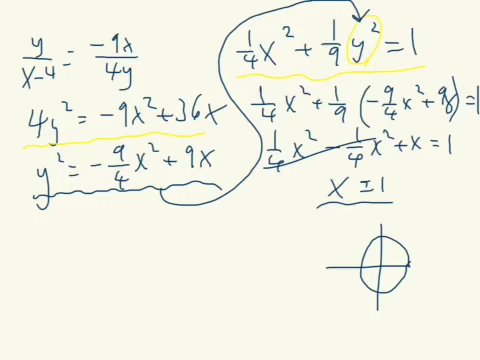 y/(x-4) = -9x/(4y)
4y² = -9x² + 36x
y² = -9/4 x² + 9x
1/4 x² + 1/9 y² = 1
1/4 x² + 1/9 (-9/4 x² + 9x) = 1
1/4 x² - 1/4 x² + x = 1
x = 1